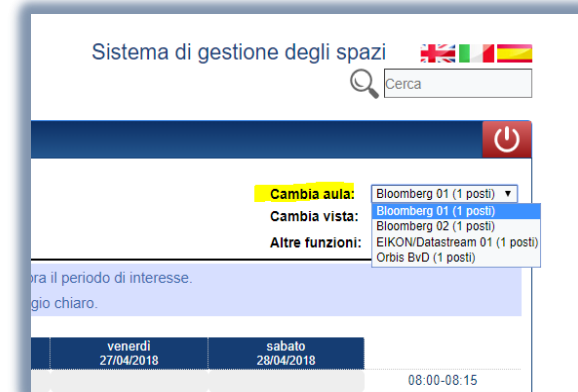 Sistema di gestione degli spazi
Cerca
Cambia aula: Bloomberg 01 (1 posti)
Bloomberg 01 (1 posti)
Cambia vista:
Bloomberg 02 (1 posti)
Altre funzioni: EIKON/Datastream 01 (1 posti)
Orbis BvD (1 posti)
il periodo di interesse.
chiaro.
venerdì sabato
27/04/2018 28/04/2018
08:00-08:15